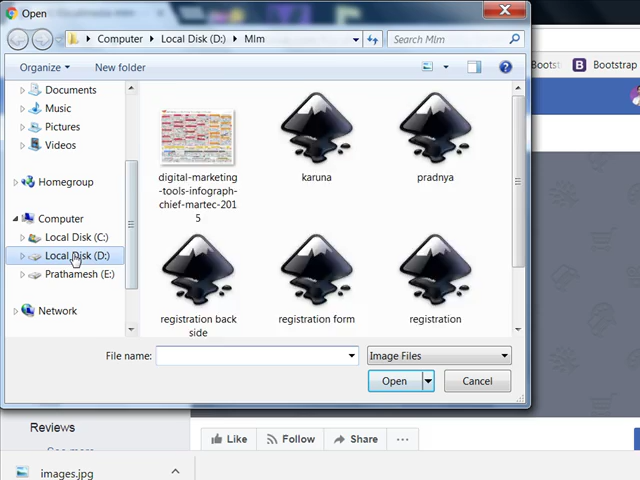 Open
Computer
Local Disk (D:)
Mlm
Search Mlm
Organize
New folder
Documents
Music
Pictures
Videos
Homegroup
Computer
Local Disk (C:)
Local Disk (D:)
Prathamesh (E:)
Network
digital-marketing
-tools-infograph-
chief-martec-201
5
karuna
pradnya
registration back
side
registration form
registration
File name:
Image Files
Open
Cancel
Bootst
B Bootstrap
Reviews
Like
Follow
Share
images.jpg